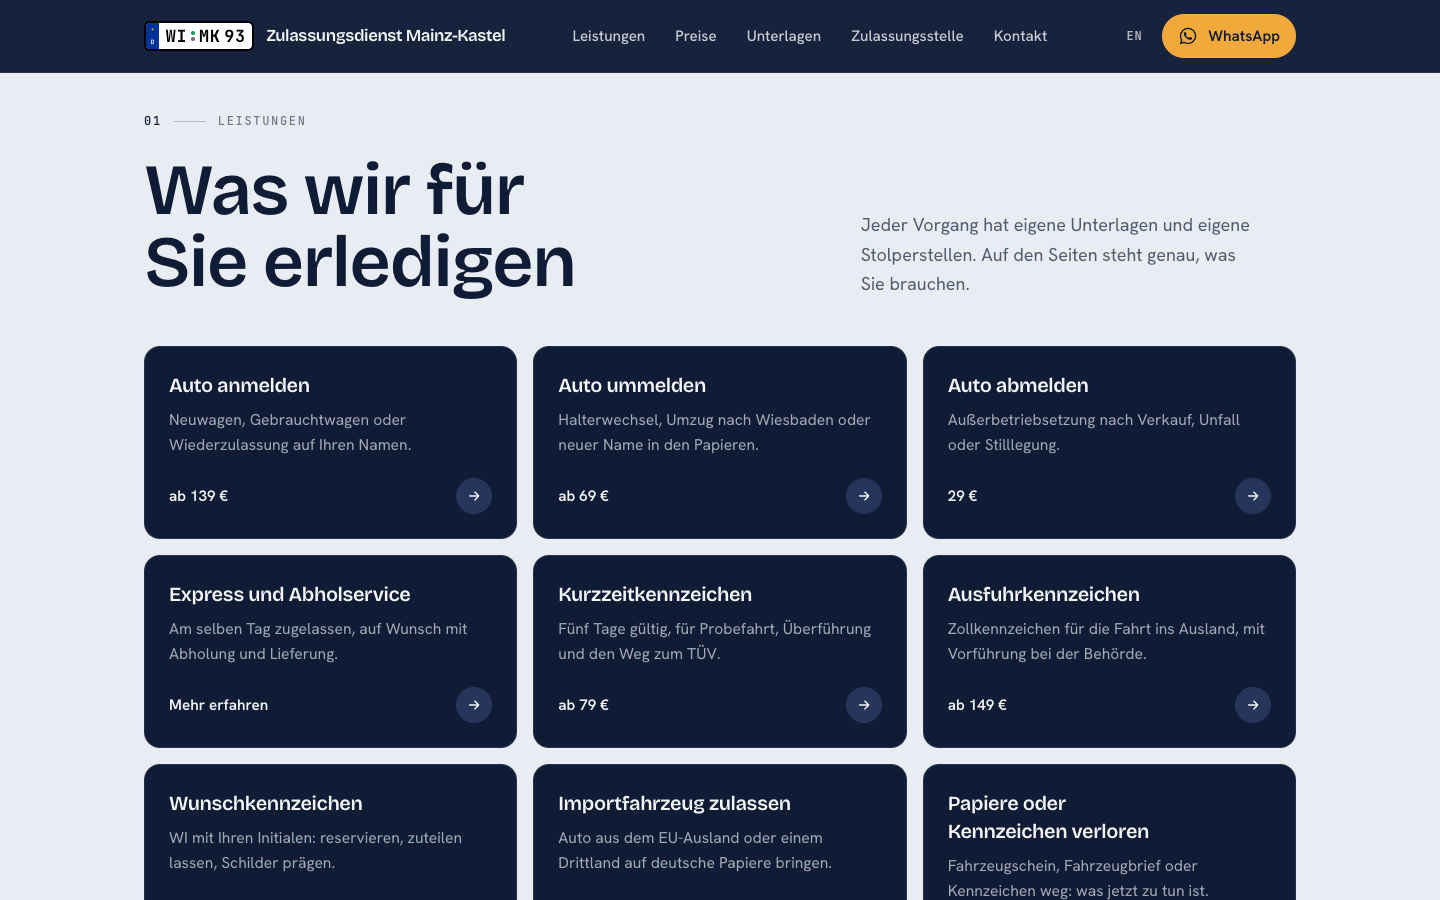 D WI:MK 93 Zulassungsdienst Mainz-Kastel Leistungen Preise Unterlagen Zulassungsstelle Kontakt EN WhatsApp
01 LEISTUNGEN
Was wir für
Sie erledigen
Jeder Vorgang hat eigene Unterlagen und eigene
Stolperstellen. Auf den Seiten steht genau, was
Sie brauchen.
Auto anmelden
Neuwagen, Gebrauchtwagen oder
Wiederzulassung auf Ihren Namen.
ab 139 €
Auto ummelden
Halterwechsel, Umzug nach Wiesbaden oder
neuer Name in den Papieren.
ab 69 €
Auto abmelden
Außerbetriebsetzung nach Verkauf, Unfall
oder Stilllegung.
29 €
Express und Abholservice
Am selben Tag zugelassen, auf Wunsch mit
Abholung und Lieferung.
Mehr erfahren
Kurzzeitkennzeichen
Fünf Tage gültig, für Probefahrt, Überführung
und den Weg zum TÜV.
ab 79 €
Ausfuhrkennzeichen
Zollkennzeichen für die Fahrt ins Ausland, mit
Vorführung bei der Behörde.
ab 149 €
Wunschkennzeichen
WI mit Ihren Initialen: reservieren, zuteilen
lassen, Schilder prägen.
Importfahrzeug zulassen
Auto aus dem EU-Ausland oder einem
Drittland auf deutsche Papiere bringen.
Papiere oder
Kennzeichen verloren
Fahrzeugschein, Fahrzeugbrief oder
Kennzeichen weg: was jetzt zu tun ist.